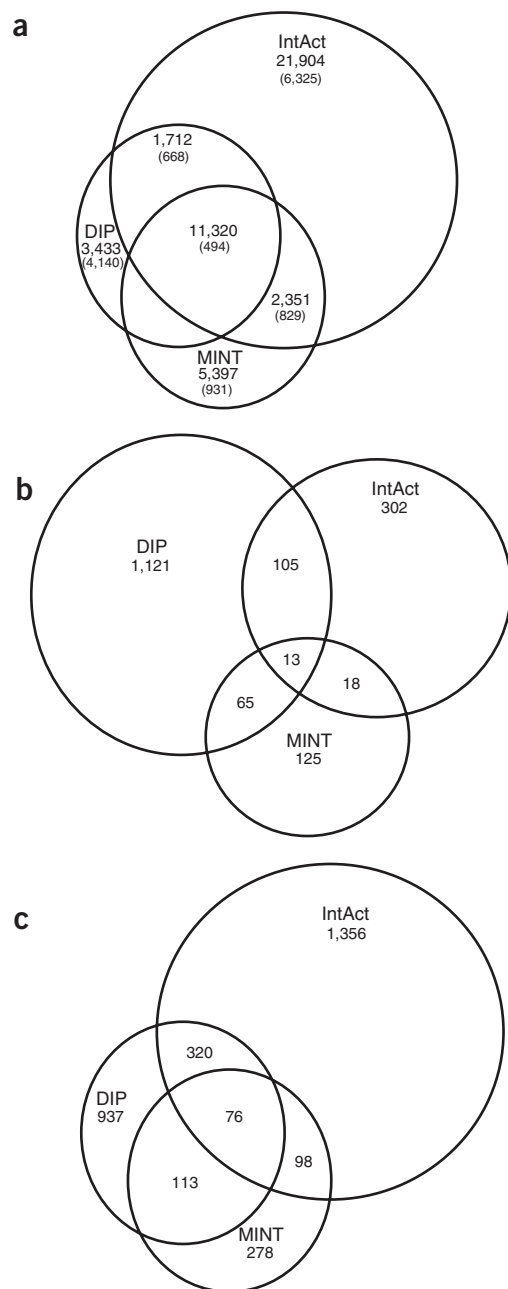 a
IntAct
21,904
(6,325)
1,712
(668)
DIP
3,433
(4,140)
11,320
(494)
2,351
(829)
MINT
5,397
(931)
b
IntAct
302
DIP
1,121
105
13
18
65
MINT
125
c
IntAct
1,356
320
DIP
937
76
98
113
MINT
278